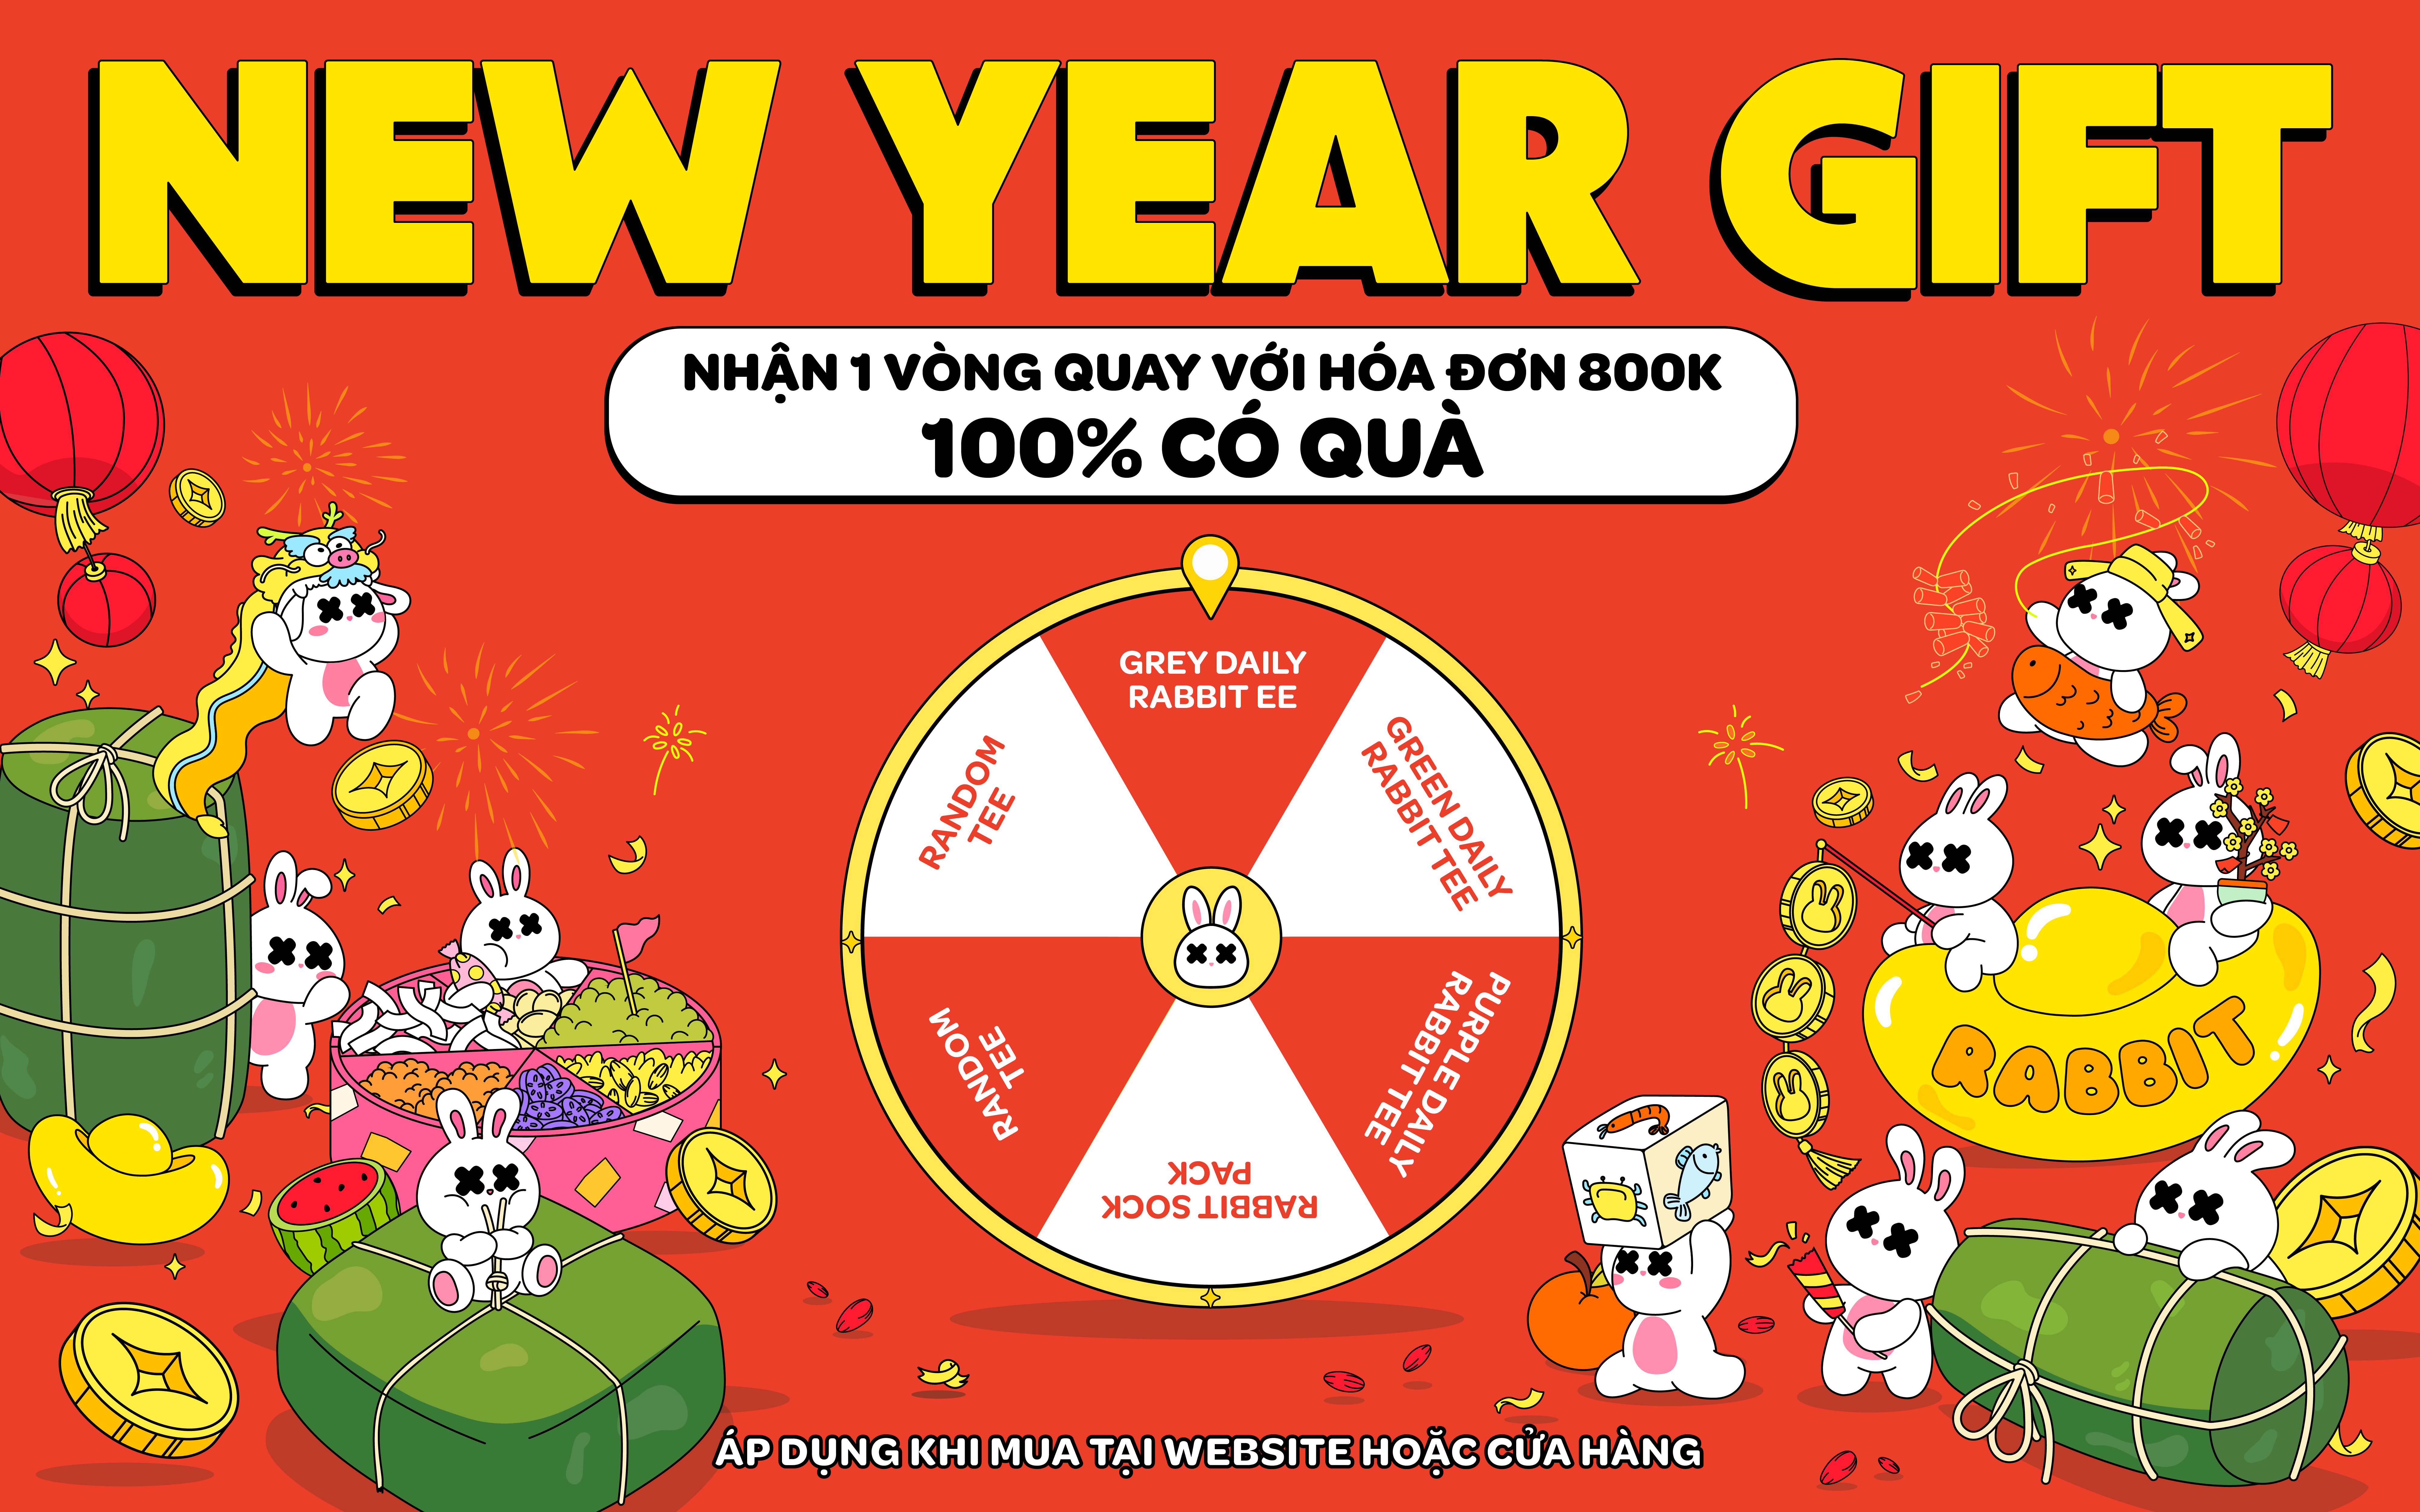 NEW YEAR GIFT
NHẬN 1 VÒNG QUAY VỚI HÓA ĐƠN 800K
100% CÓ QUÀ
GREY DAILY
RABBIT EE
GREEN DAILY
RABBIT TEE
PURPLE DAILY
RABBIT TEE
RABBIT SOCK
PACK
RANDOM
TEE
RANDOM
TEE
RABBIT
ÁP DỤNG KHI MUA TẠI WEBSITE HOẶC CỬA HÀNG